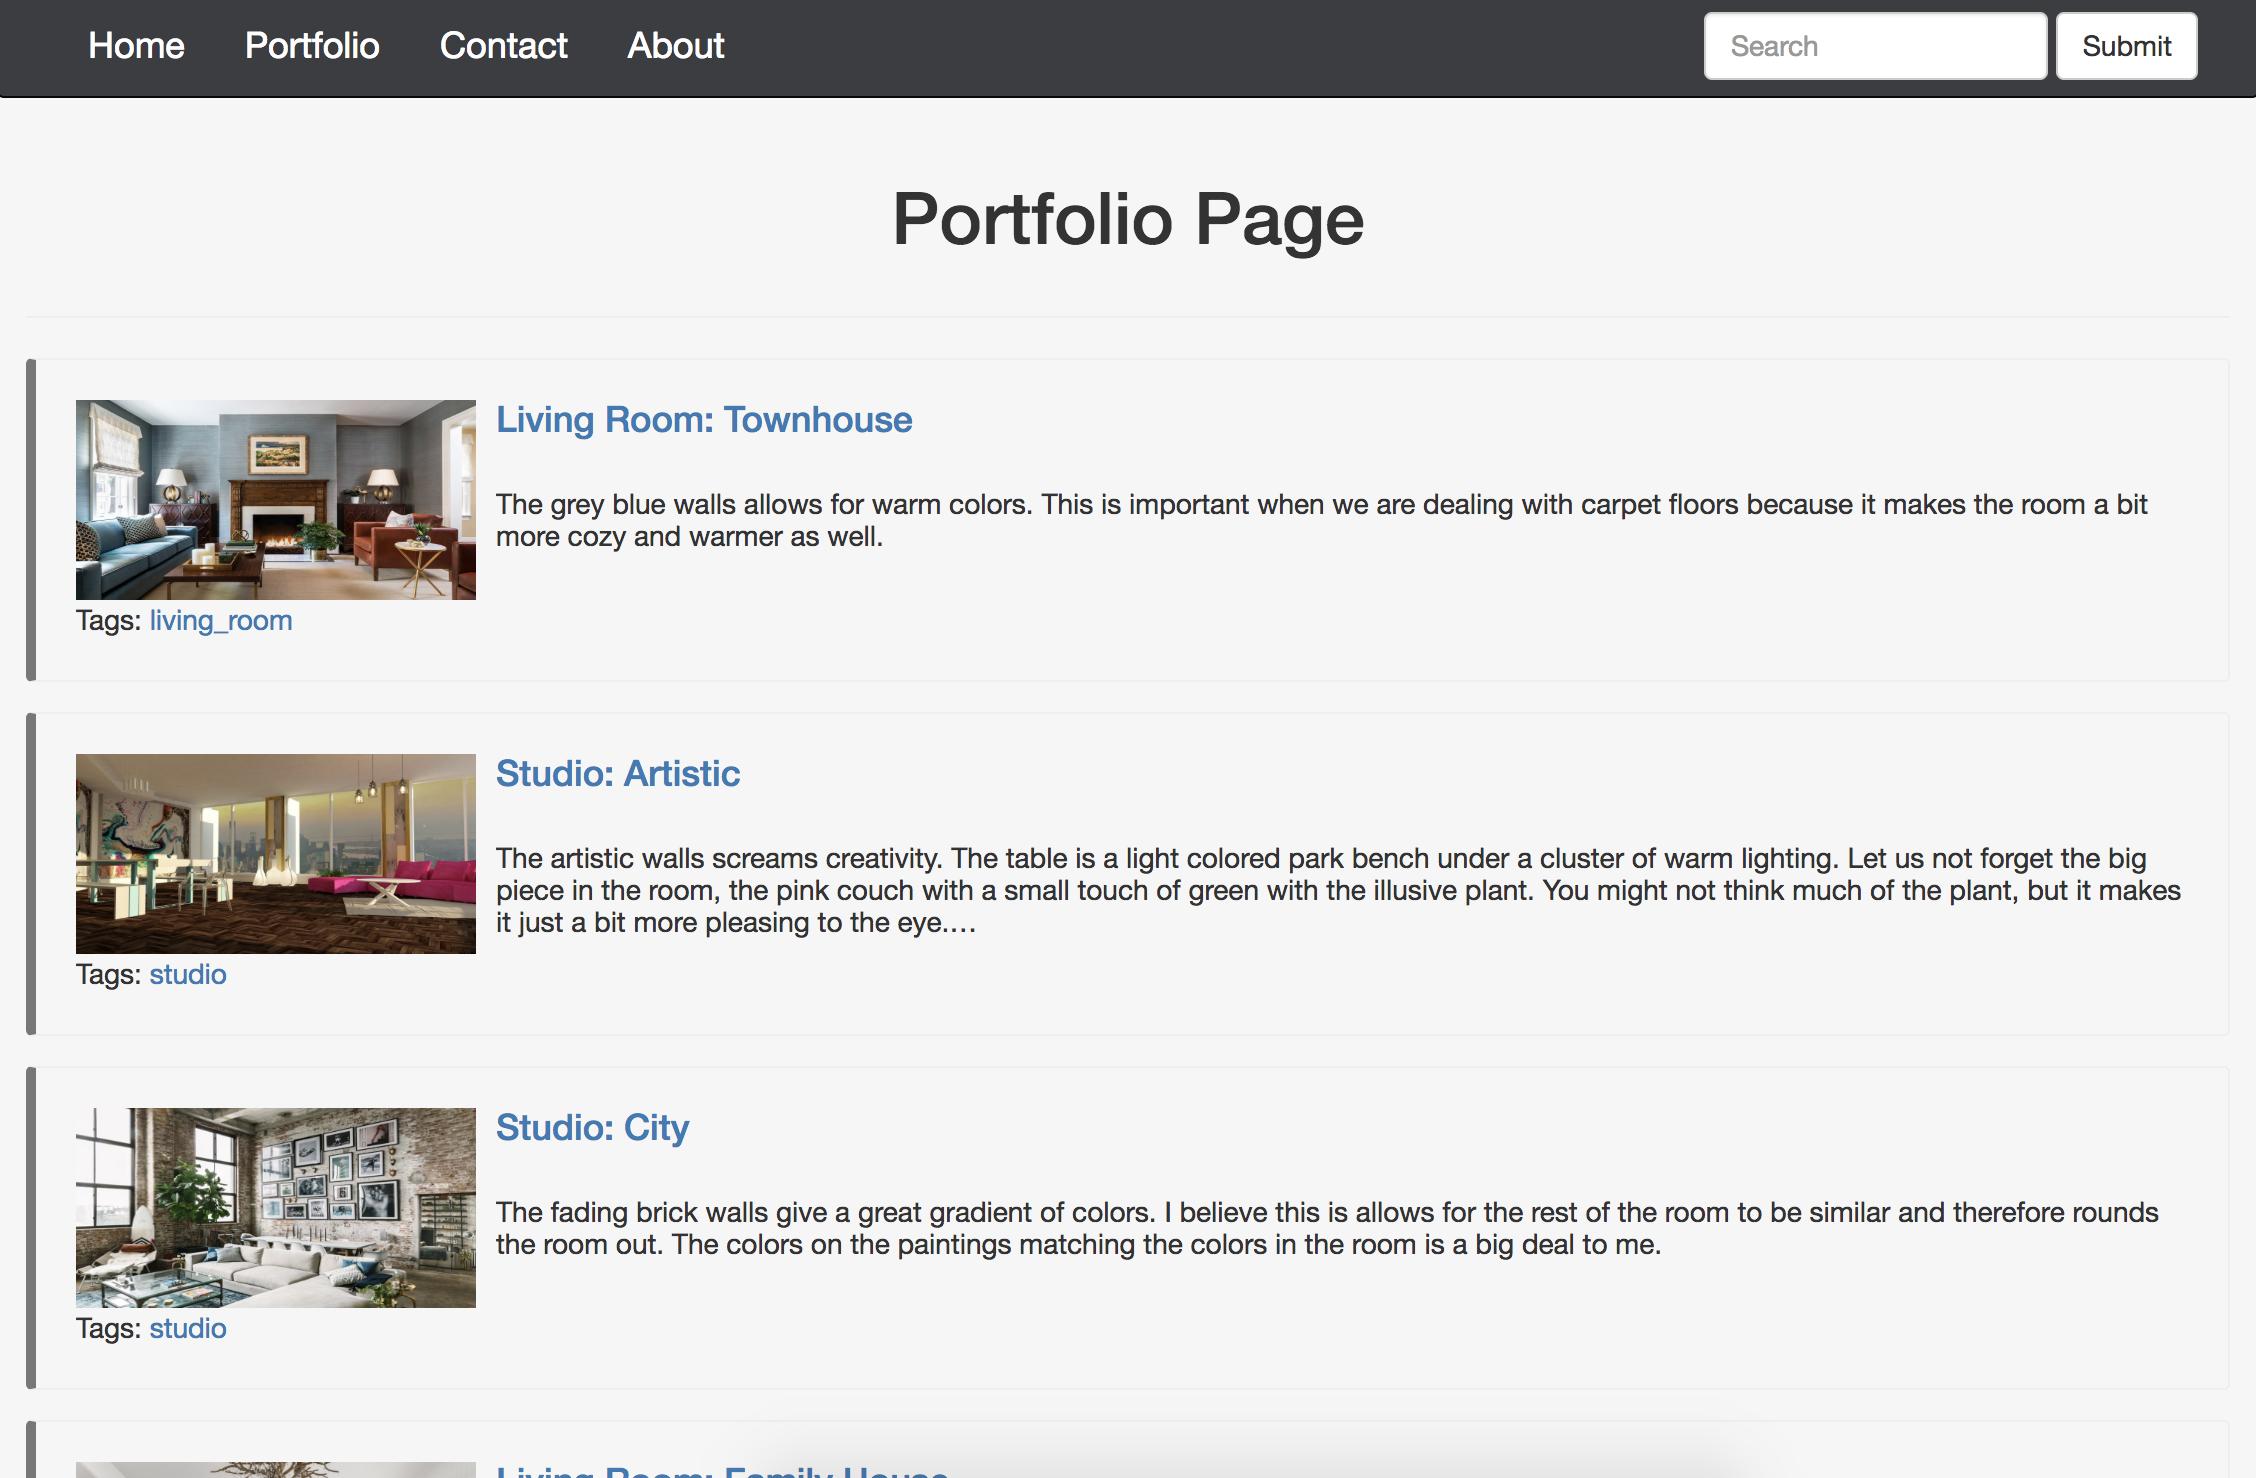 Home Portfolio Contact About Search Submit
Portfolio Page
Living Room: Townhouse
The grey blue walls allows for warm colors. This is important when we are dealing with carpet floors because it makes the room a bit
more cozy and warmer as well.
Tags: living_room
Studio: Artistic
The artistic walls screams creativity. The table is a light colored park bench under a cluster of warm lighting. Let us not forget the big
piece in the room, the pink couch with a small touch of green with the illusive plant. You might not think much of the plant, but it makes
it just a bit more pleasing to the eye....
Tags: studio
Studio: City
The fading brick walls give a great gradient of colors. I believe this is allows for the rest of the room to be similar and therefore rounds
the room out. The colors on the paintings matching the colors in the room is a big deal to me.
Tags: studio
Living Room: Family House